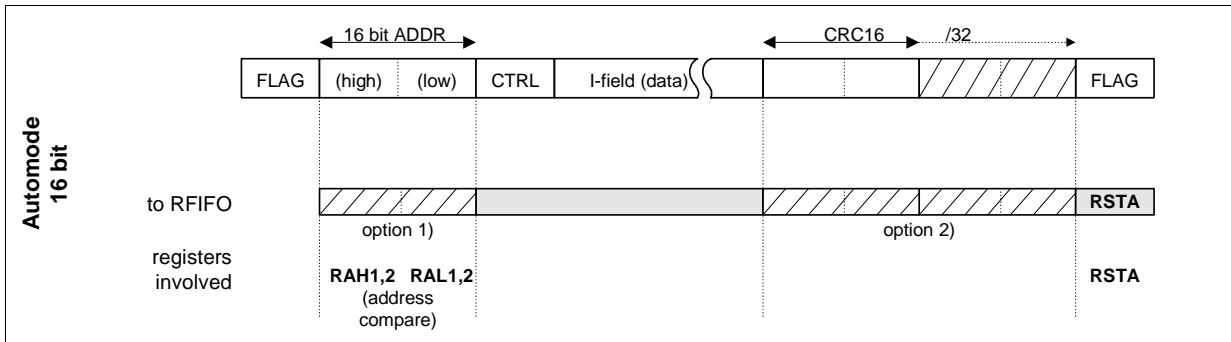 16 bit ADDR CRC16 /32
FLAG (high) (low) CTRL I-field (data) FLAG
Automode
16 bit
to RFIFO RSTA
option 1) option 2)
registers
involved RAH1,2 RAL1,2 RSTA
(address
compare)